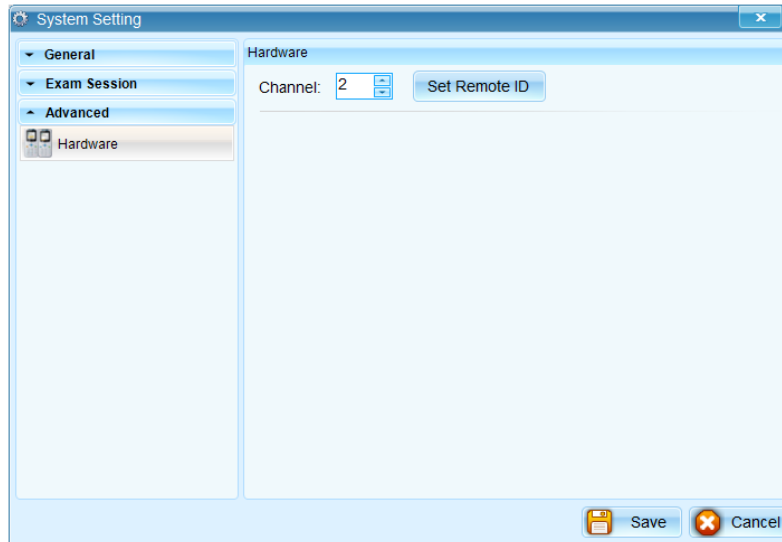 System Setting
General
Exam Session
Advanced
Hardware
Hardware
Channel: 2 Set Remote ID
Save Cancel